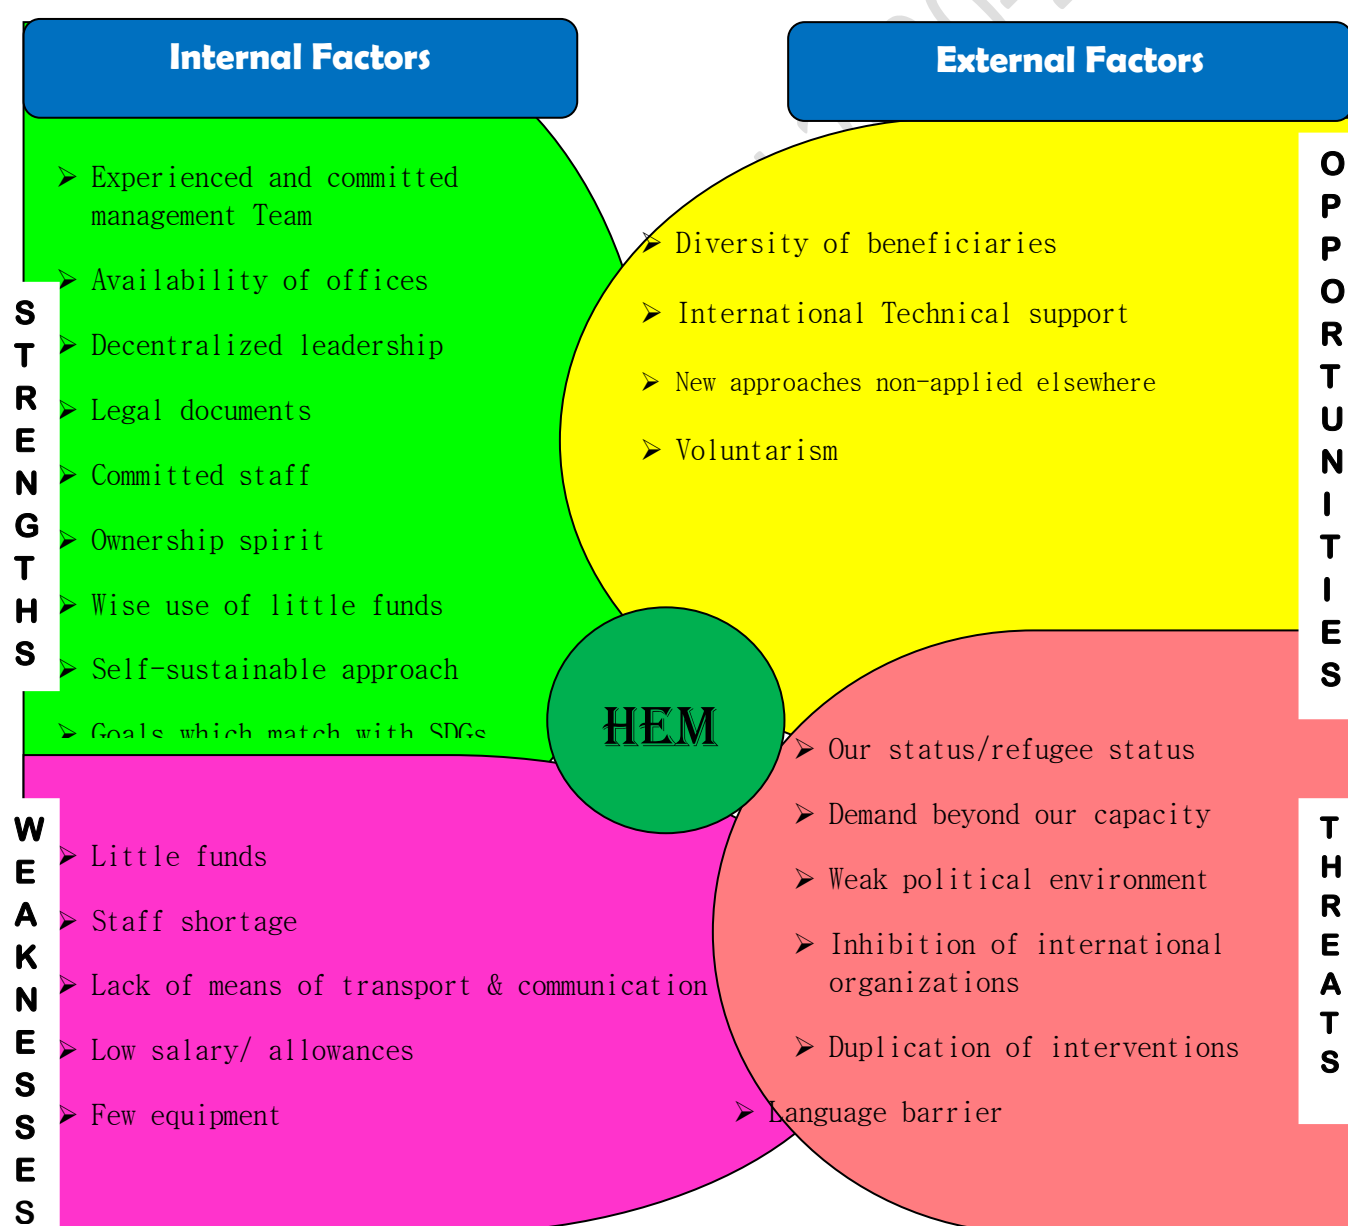 Internal Factors
External Factors
STRENGTHS
Experienced and committed
management Team
Availability of offices
Decentralized leadership
Legal documents
Committed staff
Ownership spirit
Wise use of little funds
Self-sustainable approach
Goals which match with SDGs
OPPORTUNITIES
Diversity of beneficiaries
International Technical support
New approaches non-applied elsewhere
Voluntarism
HEM
WEAKNESSES
Little funds
Staff shortage
Lack of means of transport & communication
Low salary/ allowances
Few equipment
THREATS
Our status/refugee status
Demand beyond our capacity
Weak political environment
Inhibition of international
organizations
Duplication of interventions
Language barrier